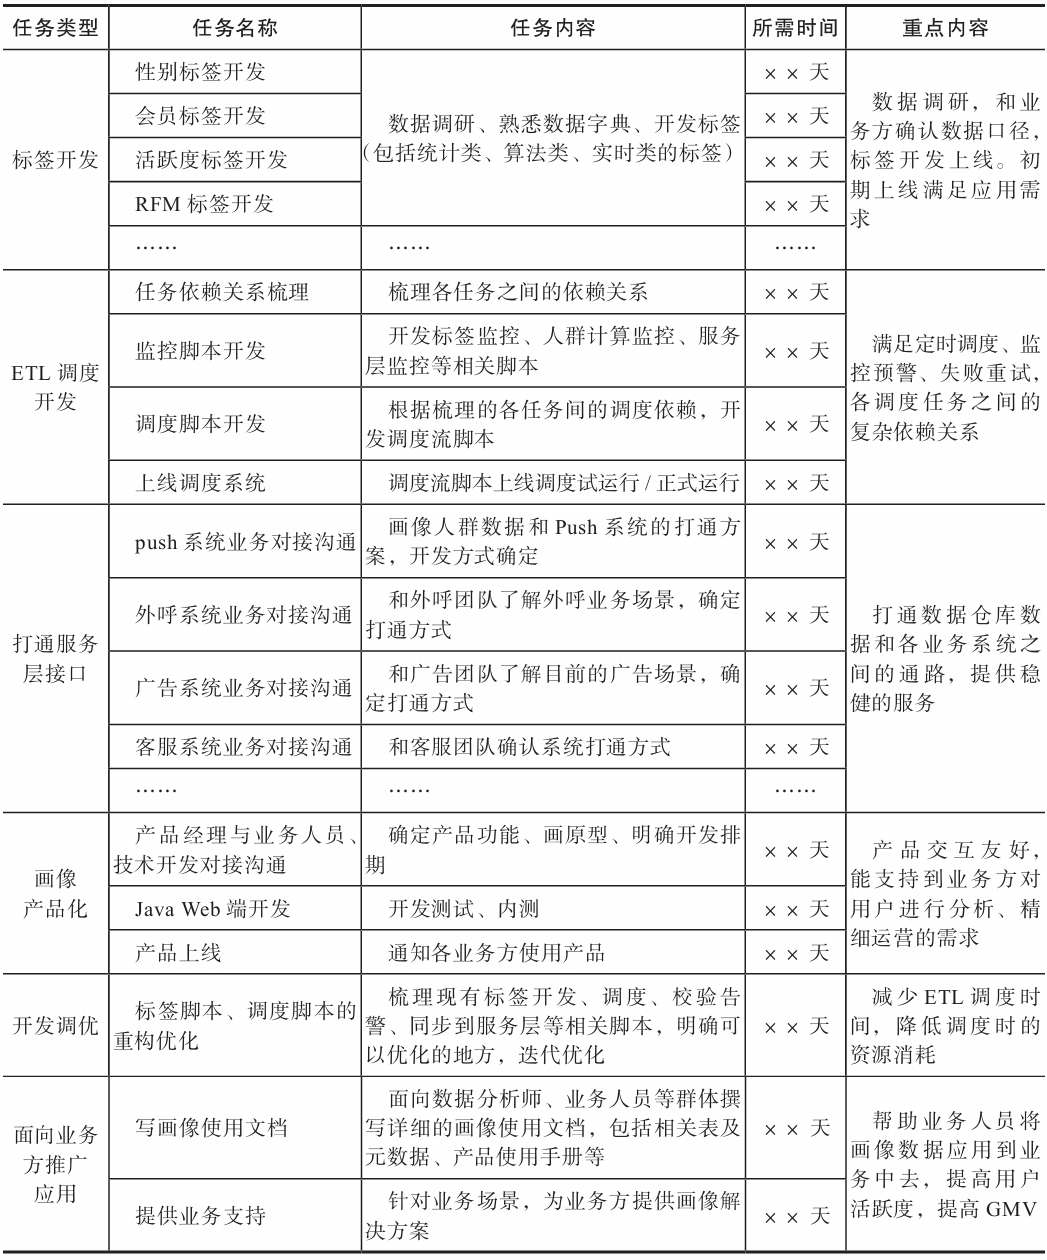 任务类型 任务名称 任务内容 所需时间 重点内容
标签开发
性别标签开发
会员标签开发
活跃度标签开发
RFM 标签开发
……
数据调研、熟悉数据字典、开发标签
（包括统计类、算法类、实时类的标签）
……
×× 天
×× 天
×× 天
×× 天
……
数据调研，和业
务方确认数据口径，
标签开发上线。初
期上线满足应用需
求
ETL 调度
开发
任务依赖关系梳理
梳理各任务之间的依赖关系
×× 天
监控脚本开发
开发标签监控、人群计算监控、服务
层监控等相关脚本
×× 天
调度脚本开发
根据梳理的各任务间的调度依赖，开
发调度流脚本
×× 天
上线调度系统
调度流脚本上线调度试运行 / 正式运行
×× 天
满足定时调度、监
控预警、失败重试，
各调度任务之间的
复杂依赖关系
打通服务
层接口
push 系统业务对接沟通
画像人群数据和 Push 系统的打通方
案，开发方式确定
×× 天
外呼系统业务对接沟通
和外呼团队了解外呼业务场景，确定
打通方式
×× 天
广告系统业务对接沟通
和广告团队了解目前的广告场景，确
定打通方式
×× 天
客服系统业务对接沟通
和客服团队确认系统打通方式
×× 天
……
……
……
打通数据仓库数
据和各业务系统之
间的通路，提供稳
健的服务
画像
产品化
产品经理与业务人员、
技术开发对接沟通
确定产品功能、画原型、明确开发排
期
×× 天
Java Web 端开发
开发测试、内测
×× 天
产品上线
通知各业务方使用产品
×× 天
产品交互友好，
能支持到业务方对
用户进行分析、精
细运营的需求
开发调优
标签脚本、调度脚本的
重构优化
梳理现有标签开发、调度、校验告
警、同步到服务层等相关脚本，明确可
以优化的地方，迭代优化
×× 天
减少 ETL 调度时
间，降低调度时的
资源消耗
面向业务
方推广
应用
写画像使用文档
面向数据分析师、业务人员等群体撰
写详细的画像使用文档，包括相关表及
元数据、产品使用手册等
×× 天
提供业务支持
针对业务场景，为业务方提供画像解
决方案
×× 天
帮助业务人员将
画像数据应用到业
务中去，提高用户
活跃度，提高 GMV